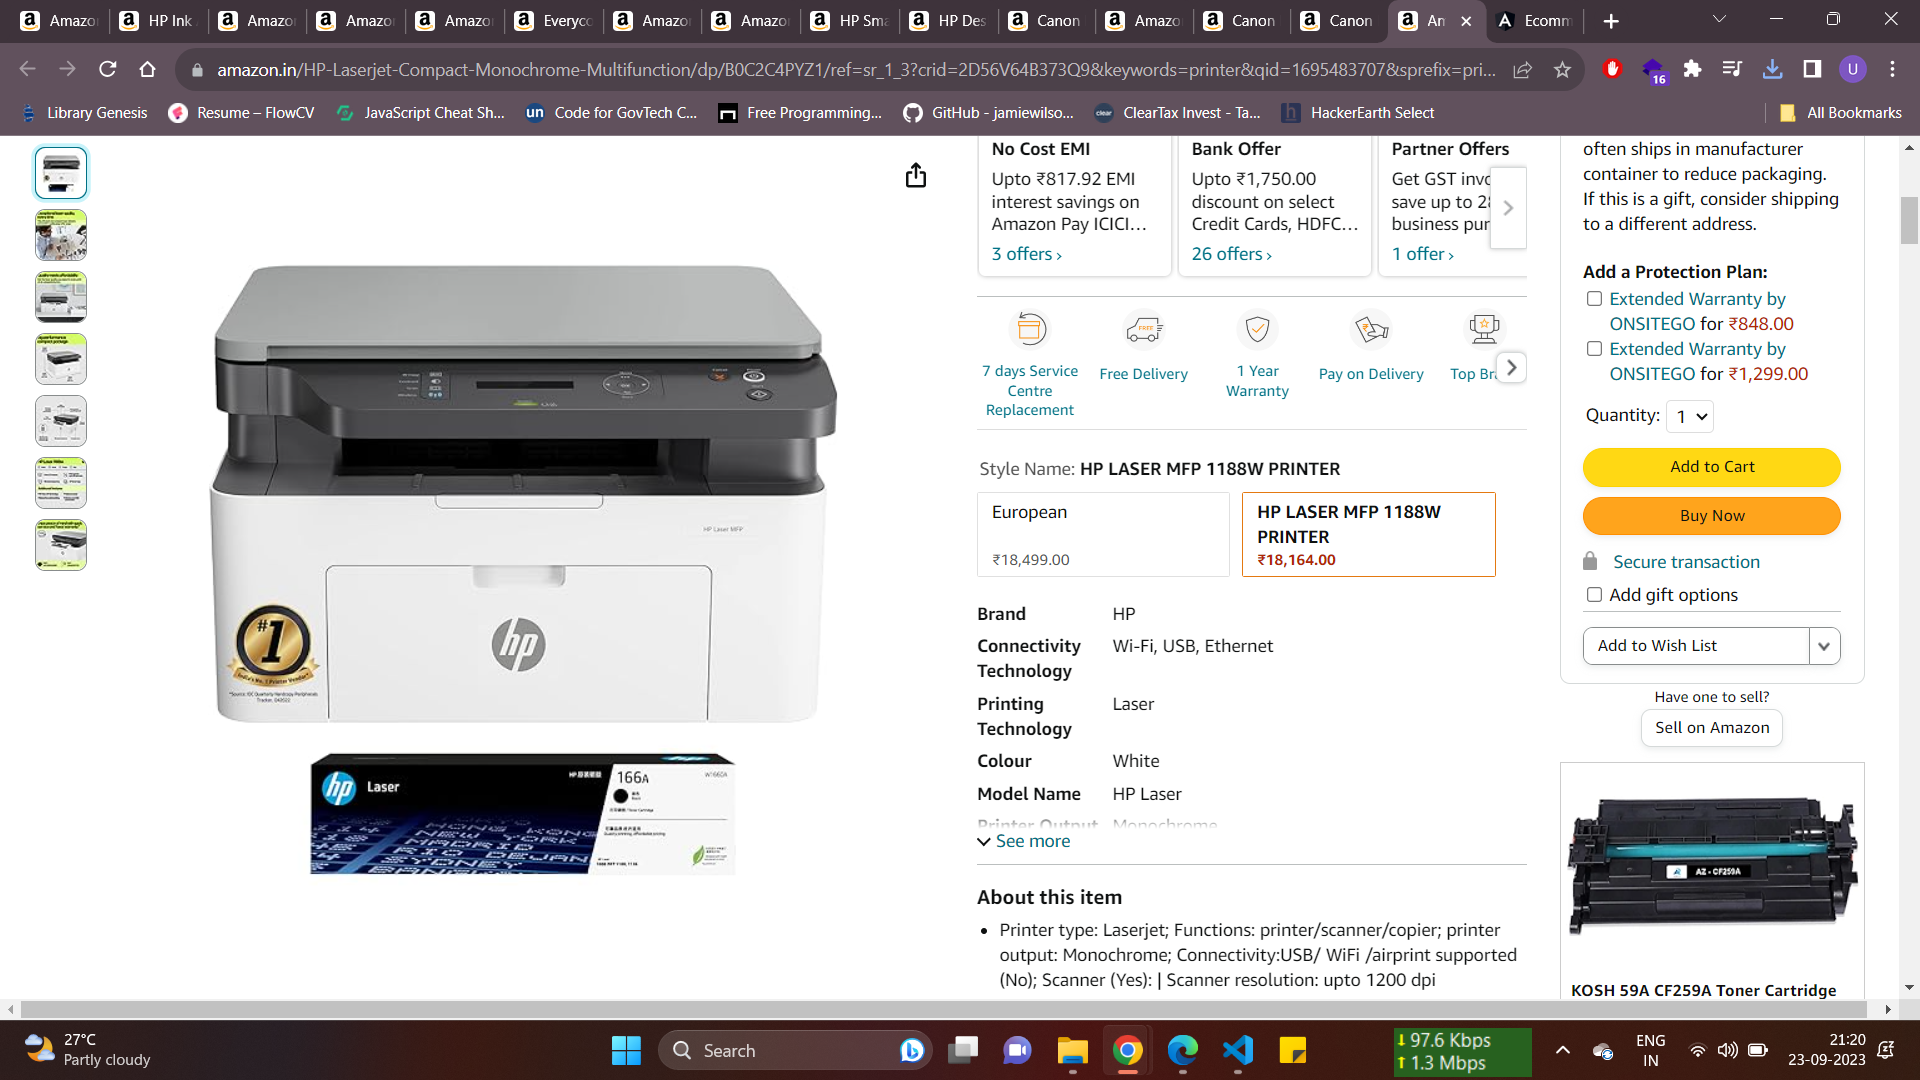 Amazo
HP Ink
Amazo
Amazo
Amazo
Everyco
Amazo
Amazo
HP Sma
HP Des
Canon
Amazo
Canon
Canon
Am
Ecomm
amazon.in/HP-Laserjet-Compact-Monochrome-Multifunction/dp/B0C2C4PYZ1/ref=sr_1_3?crid=2D56V64B373Q9&keywords=printer&qid=1695483707&sprefix=pri...
16
U
Library Genesis
Resume – FlowCV
JavaScript Cheat Sh...
un Code for GovTech C...
Free Programming...
GitHub - jamiewilso...
clear ClearTax Invest - Ta...
h HackerEarth Select
All Bookmarks
No Cost EMI
Upto ₹817.92 EMI
interest savings on
Amazon Pay ICICI...
3 offers ›
Bank Offer
Upto ₹1,750.00
discount on select
Credit Cards, HDFC...
26 offers ›
Partner Offers
Get GST invo
save up to 28
business pur
1 offer ›
7 days Service
Centre
Replacement
FREE
Free Delivery
1 Year
Warranty
Pay on Delivery
Top Br
Style Name: HP LASER MFP 1188W PRINTER
European
₹18,499.00
HP LASER MFP 1188W
PRINTER
₹18,164.00
Brand HP
Connectivity Wi-Fi, USB, Ethernet
Technology
Printing Laser
Technology
Colour White
Model Name HP Laser
Printer Output Monochrome
See more
About this item
• Printer type: Laserjet; Functions: printer/scanner/copier; printer
output: Monochrome; Connectivity:USB/ WiFi /airprint supported
(No); Scanner (Yes): | Scanner resolution: upto 1200 dpi
HP Laser MFP
hp
#1
India's No. 1 Printer Vendor*
hp Laser
166A
W1660A
often ships in manufacturer
container to reduce packaging.
If this is a gift, consider shipping
to a different address.
Add a Protection Plan:
Extended Warranty by
ONSITEGO for ₹848.00
Extended Warranty by
ONSITEGO for ₹1,299.00
Quantity: 1
Add to Cart
Buy Now
Secure transaction
Add gift options
Add to Wish List
Have one to sell?
Sell on Amazon
AZ - CF259A
KOSH 59A CF259A Toner Cartridge
27°C
Partly cloudy
Search
97.6 Kbps
1.3 Mbps
ENG
IN
21:20
23-09-2023